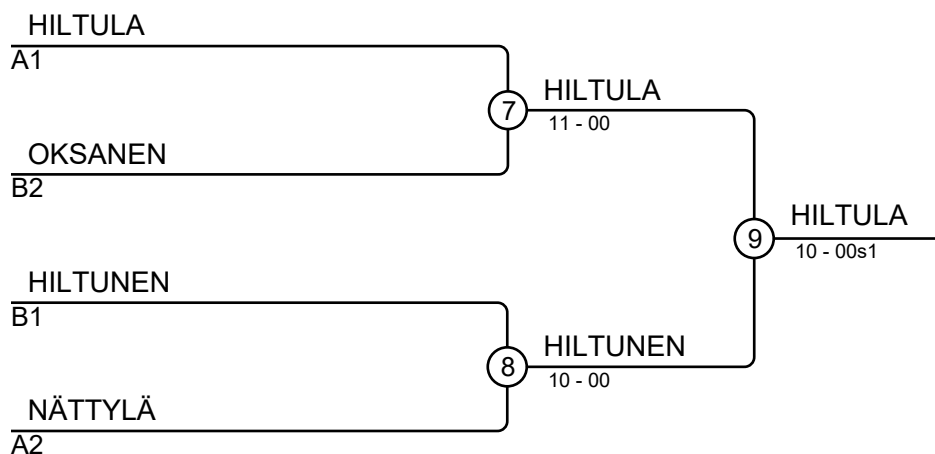 HILTULA
A1
7
HILTULA
11 - 00
OKSANEN
B2
9
HILTULA
10 - 00s1
HILTUNEN
B1
8
HILTUNEN
10 - 00
NÄTTYLÄ
A2